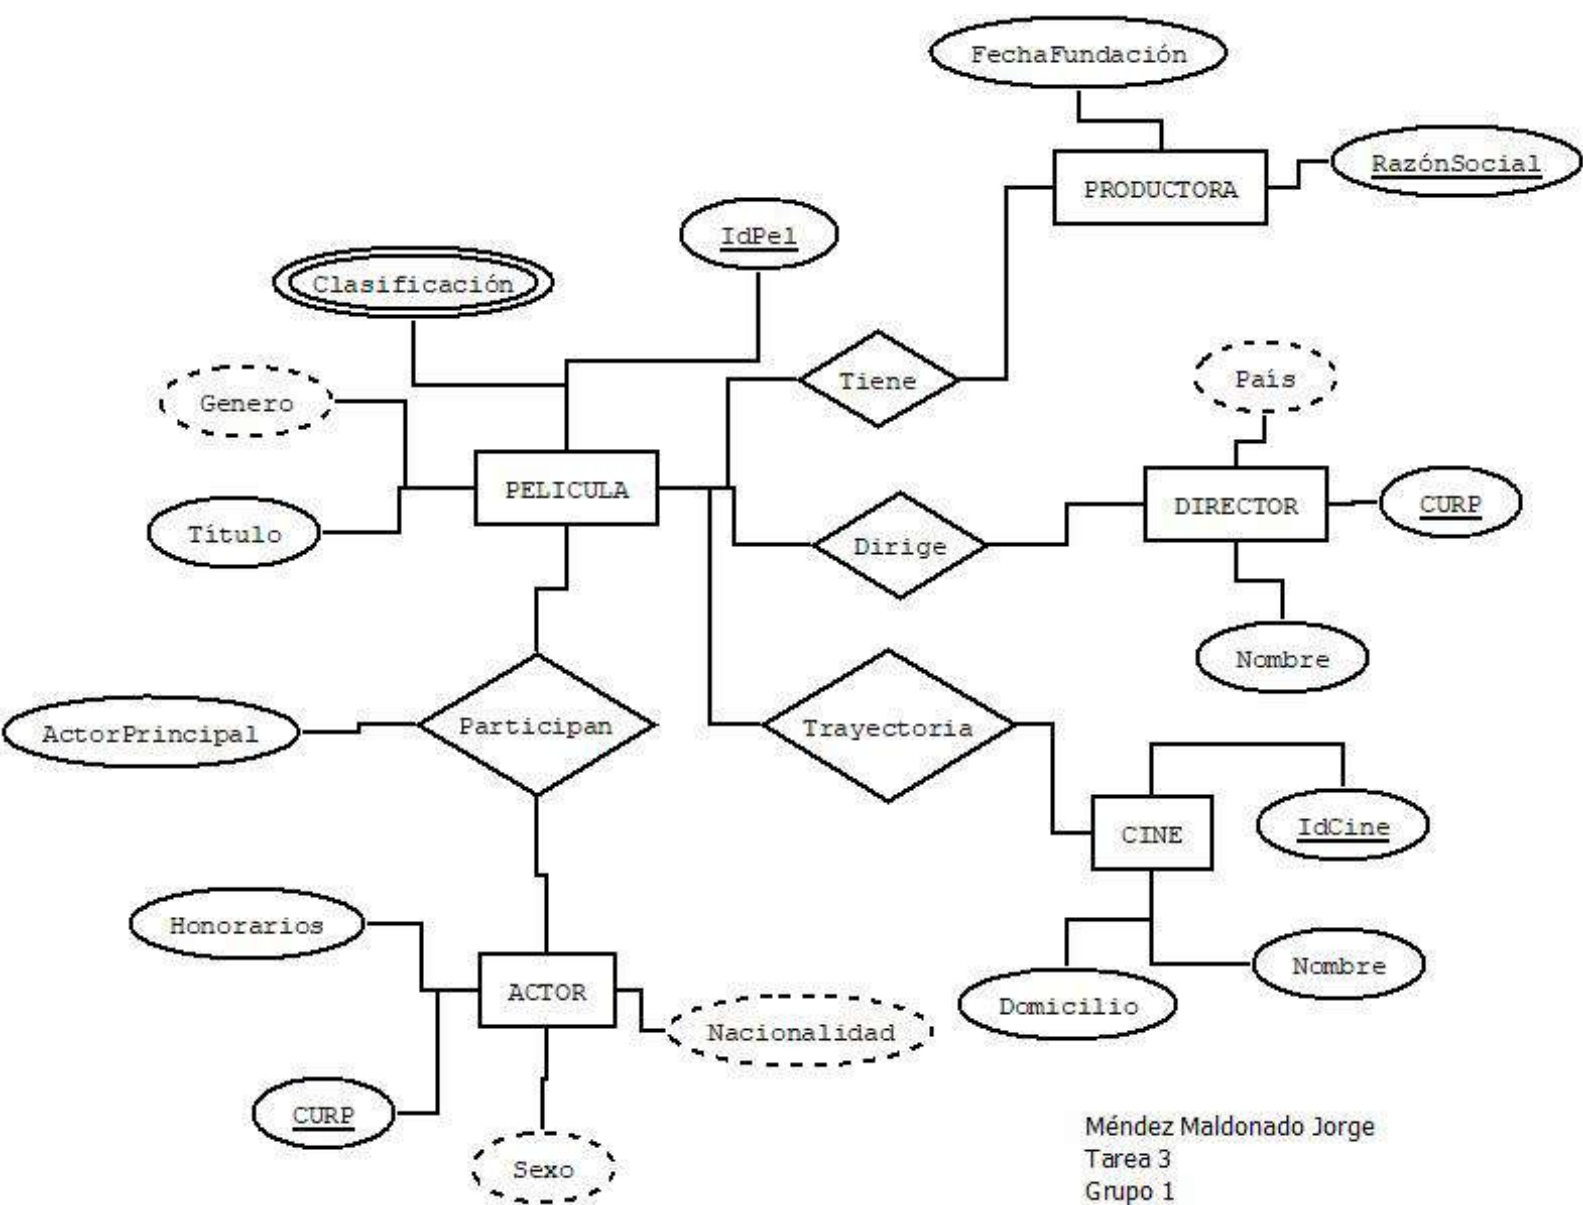 FechaFundación
RazónSocial
PRODUCTORA
IdPel
Clasificación
Tiene
País
Genero
PELICULA
DIRECTOR
CURP
Título
Dirige
Nombre
ActorPrincipal
Participan
Trayectoria
CINE
IdCine
Honorarios
ACTOR
Nombre
Domicilio
Nacionalidad
CURP
Sexo
Méndez Maldonado Jorge
Tarea 3
Grupo 1